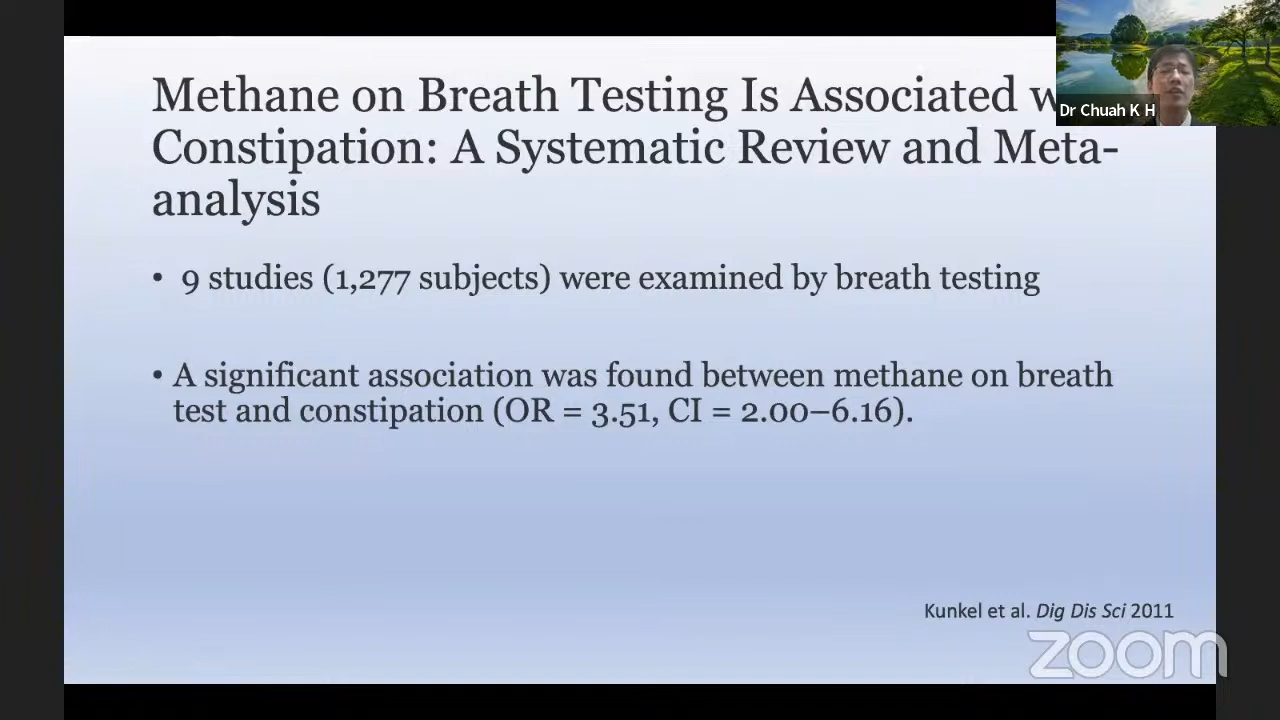 Methane on Breath Testing Is Associated
Constipation: A Systematic Review and Meta-
analysis
Dr Chuah K H
• 9 studies (1,277 subjects) were examined by breath testing
• A significant association was found between methane on breath
test and constipation (OR = 3.51, CI = 2.00–6.16).
Kunkel et al. Dig Dis Sci 2011
zoom